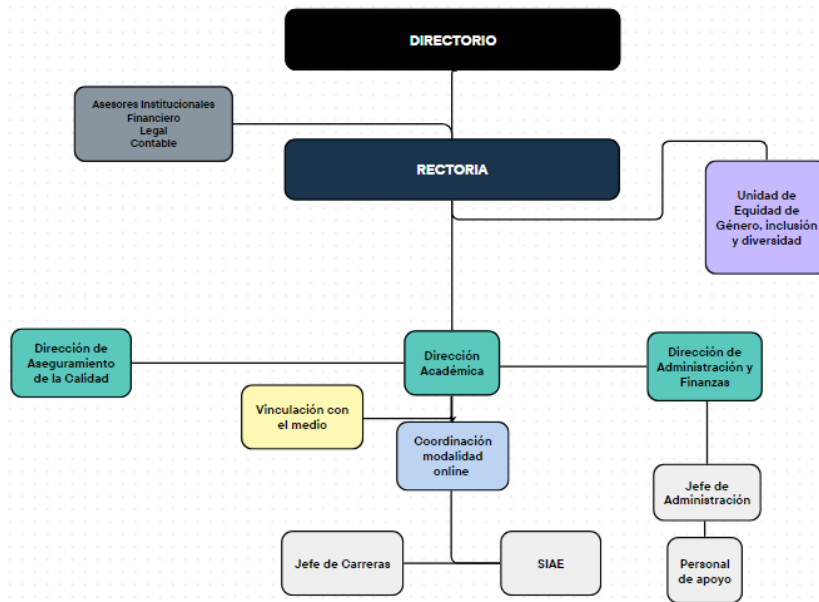 DIRECTORIO
Asesores Institucionales
Financiero
Legal
Contable
RECTORIA
Unidad de
Equidad de
Género, inclusión
y diversidad
Dirección de
Aseguramiento
de la Calidad
Dirección
Académica
Dirección de
Administración y
Finanzas
Vinculación con
el medio
Coordinación
modalidad
online
Jefe de
Administración
Jefe de Carreras
SIAE
Personal
de apoyo